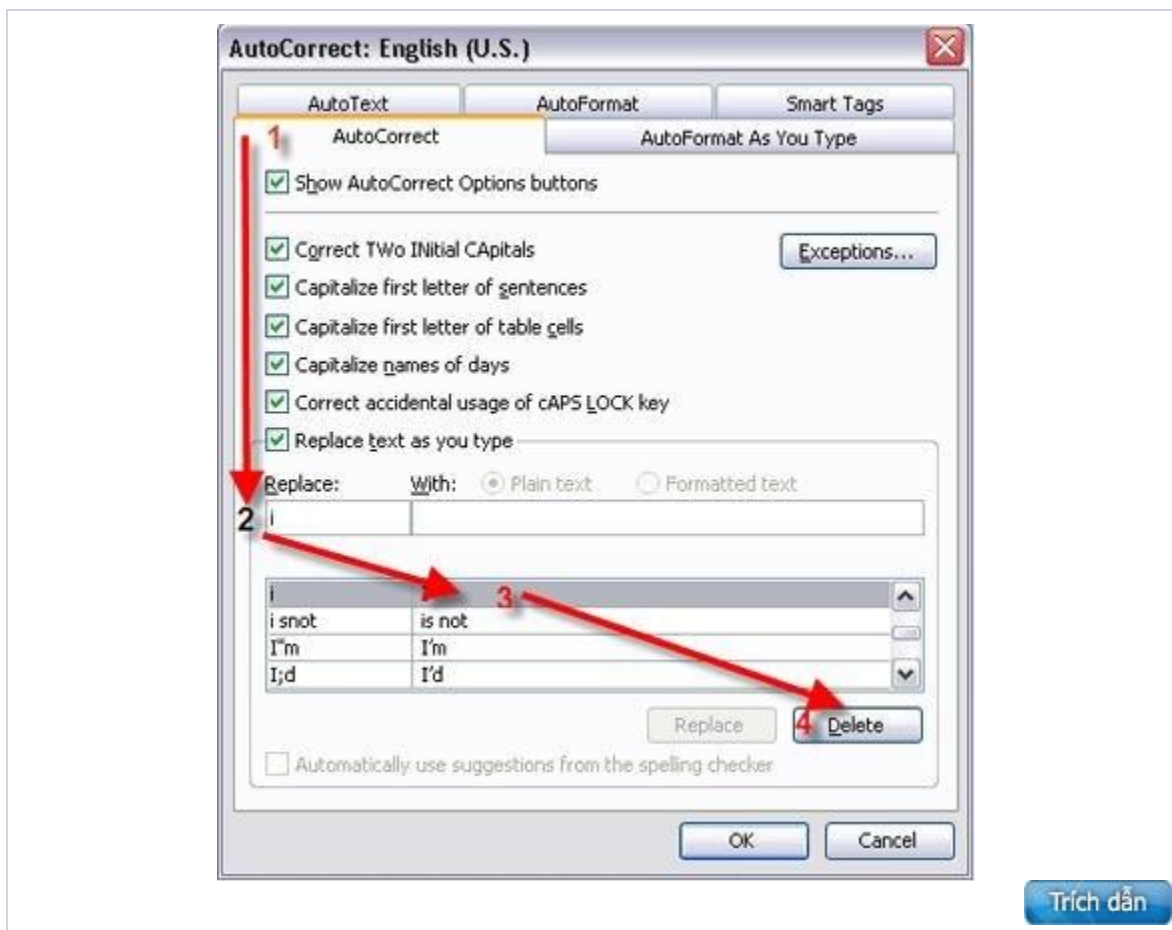 AutoCorrect: English (U.S.)
AutoText AutoFormat Smart Tags
1 AutoCorrect AutoFormat As You Type
Show AutoCorrect Options buttons
Correct TWo INitial CApitals Exceptions...
Capitalize first letter of sentences
Capitalize first letter of table cells
Capitalize names of days
Correct accidental usage of cAPS LOCK key
Replace text as you type
Replace: With: Plain text Formatted text
2 i
i 3
i snot is not
I"m I'm
I;d I'd
Replace 4 Delete
Automatically use suggestions from the spelling checker
OK Cancel
Trích dẫn